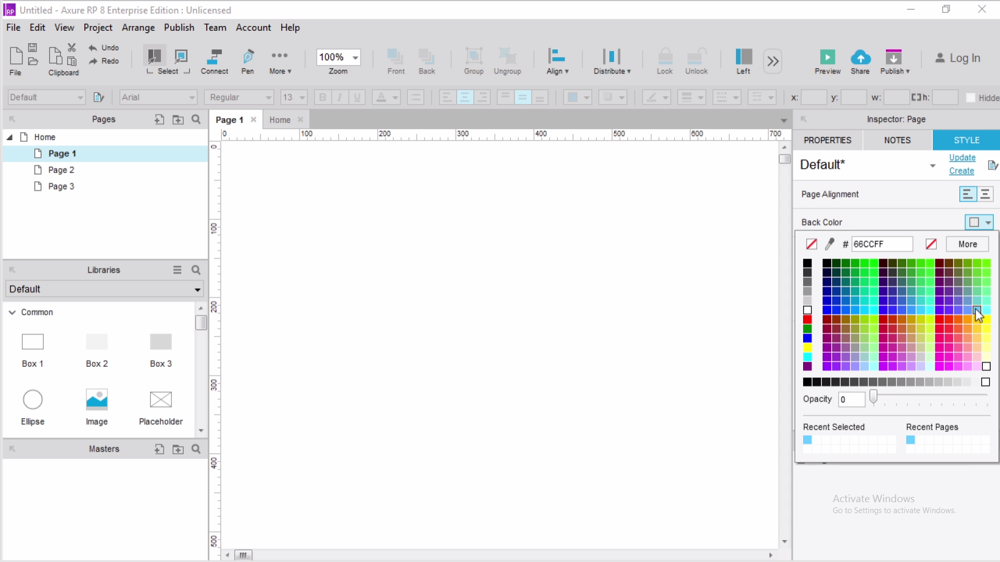 Untitled - Axure RP 8 Enterprise Edition : Unlicensed
File Edit View Project Arrange Publish Team Account Help
Undo
Redo
File Clipboard Select Connect Pen More 100% Zoom Front Back Group Ungroup Align Distribute Lock Unlock Left Preview Share Publish Log In
Default Arial Regular 13 B I U A x: y: w: h: Hidde
Pages
Home
Page 1
Page 2
Page 3
Libraries
Default
Common
Box 1 Box 2 Box 3
Ellipse Image Placeholder
Masters
Page 1 Home
0 100 200 300 400 500 600 700
0
100
200
300
400
500
Inspector: Page
PROPERTIES NOTES STYLE
Default*
Update
Create
Page Alignment
Back Color
# 66CCFF More
Opacity 0
Recent Selected Recent Pages
Activate Windows
Go to Settings to activate Windows.